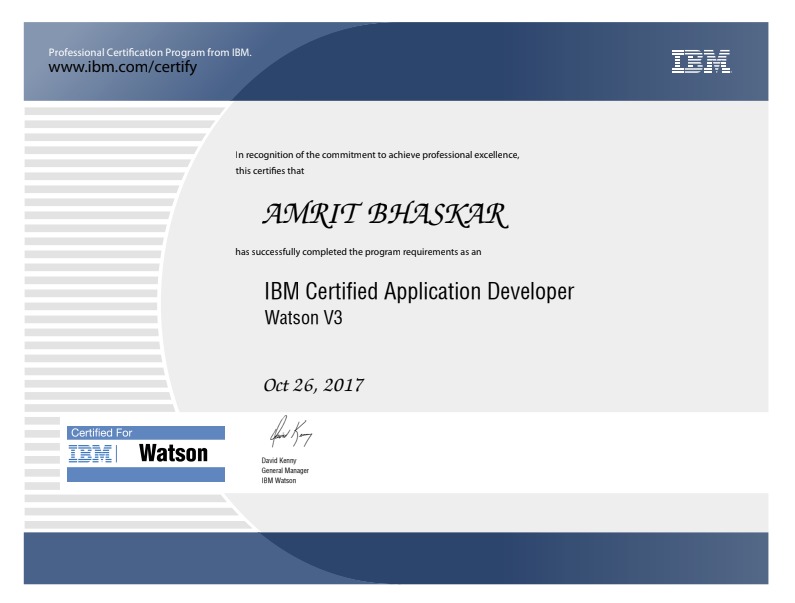 Professional Certification Program from IBM.
www.ibm.com/certify
IBM
In recognition of the commitment to achieve professional excellence,
this certifies that
AMRIT BHASKAR
has successfully completed the program requirements as an
IBM Certified Application Developer
Watson V3
Oct 26, 2017
Certified For
IBM Watson
David Kenny
General Manager
IBM Watson